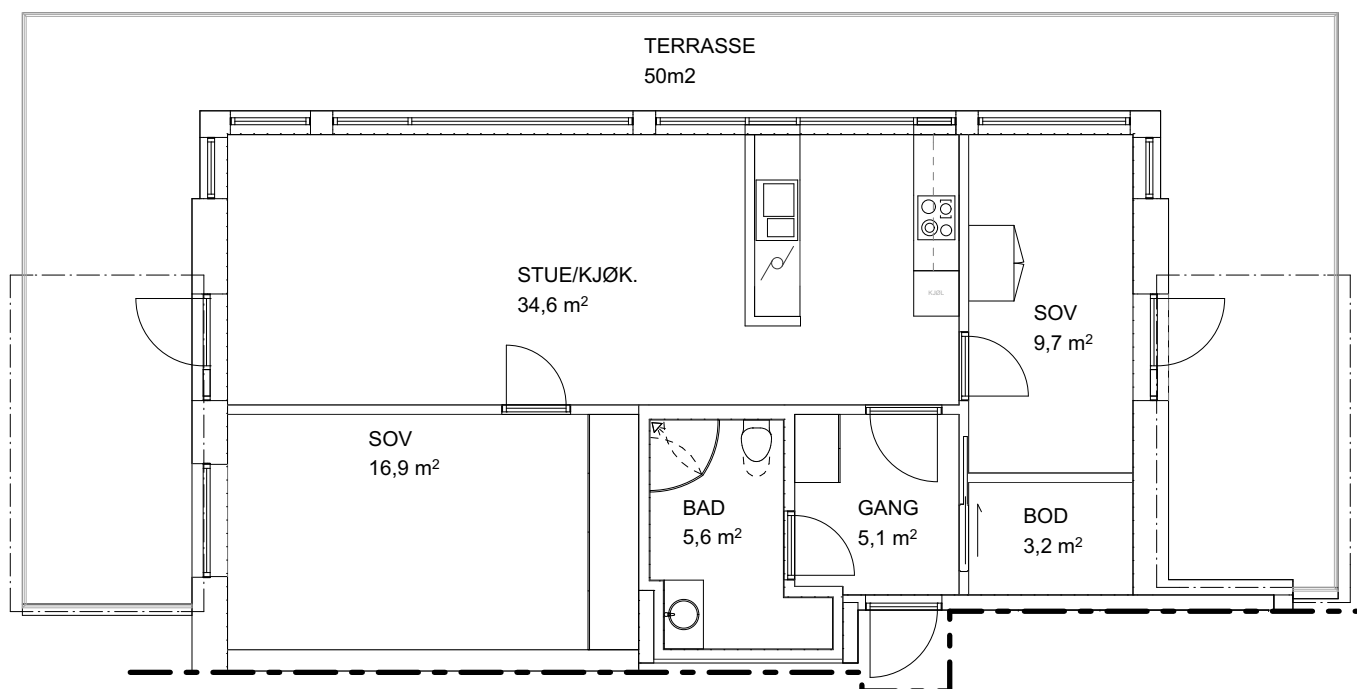 TERRASSE
50m2
STUE/KJØK.
34,6 m²
KJØL
SOV
9,7 m²
SOV
16,9 m²
BAD
5,6 m²
GANG
5,1 m²
BOD
3,2 m²